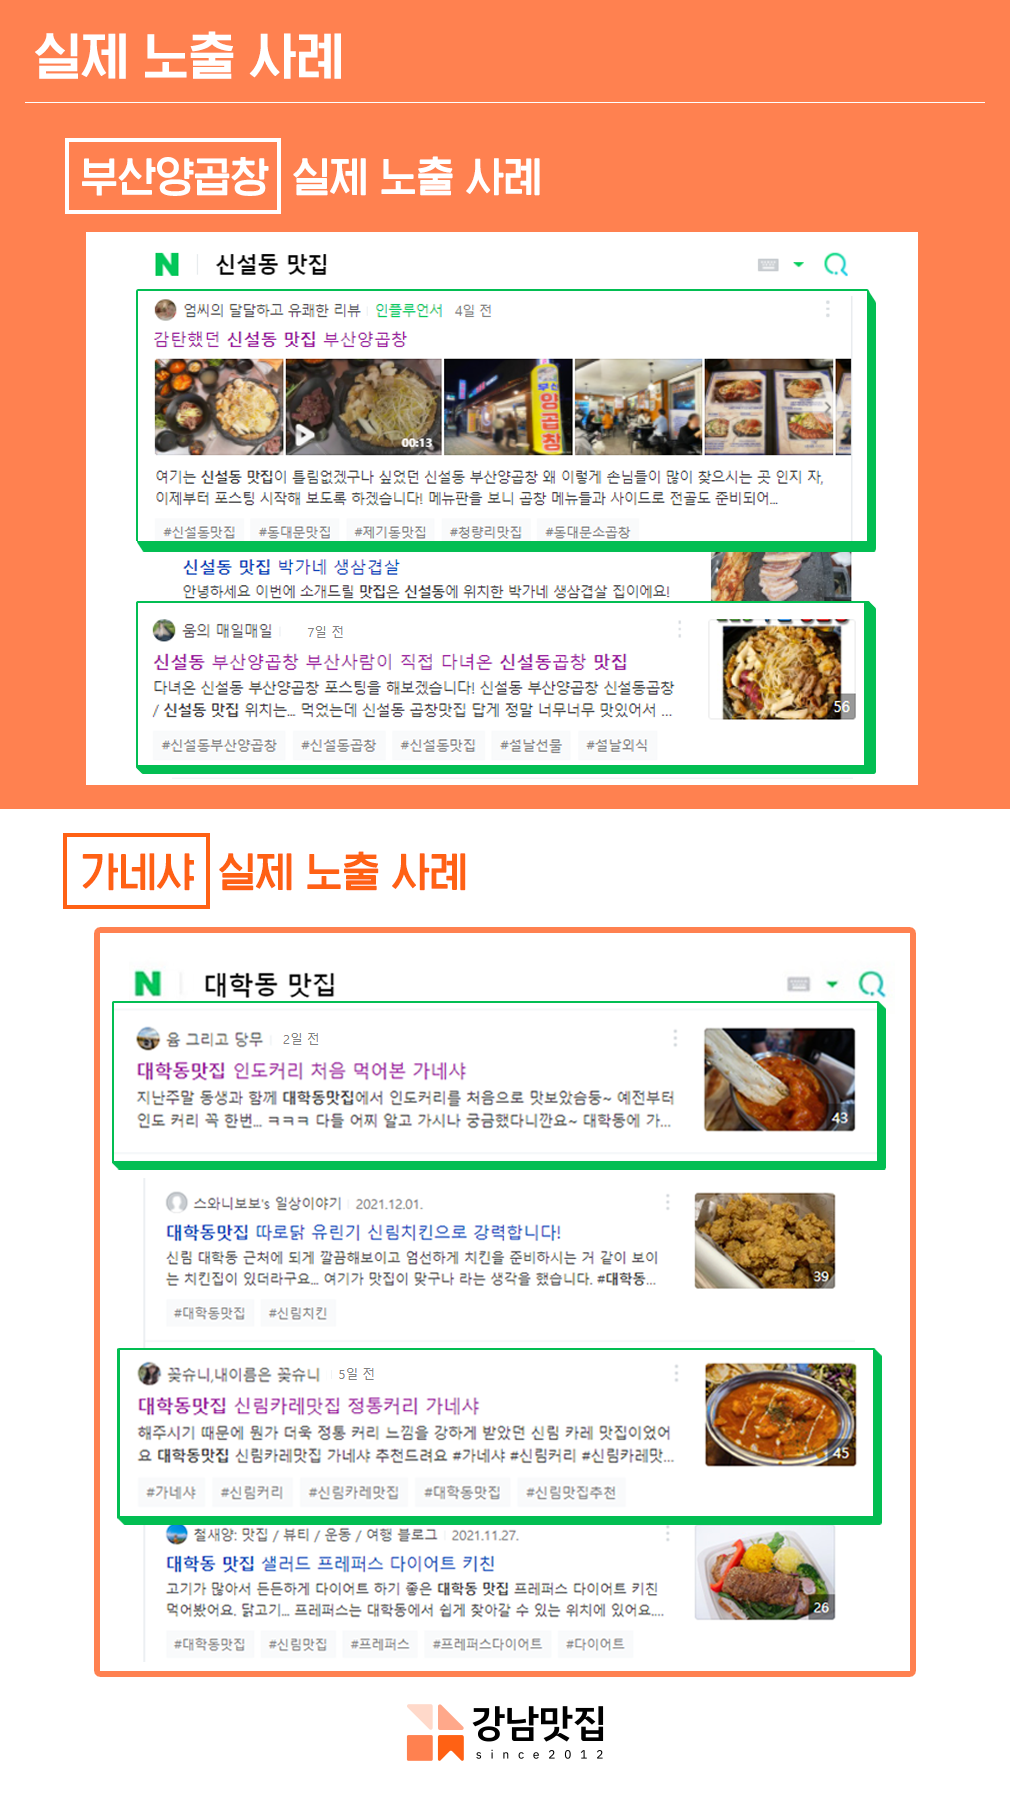 실제 노출 사례
부산양곱창 실제 노출 사례
N 신설동 맛집
엄씨의 달달하고 유쾌한 리뷰 인플루언서 4일 전
감탄했던 신설동 맛집 부산양곱창
양곱창
00:13
여기는 신설동 맛집이 틀림없겠구나 싶었던 신설동 부산양곱창 왜 이렇게 손님들이 많이 찾으시는 곳 인지 자,
이제부터 포스팅 시작해 보도록 하겠습니다! 메뉴판을 보니 곱창 메뉴들과 사이드로 전골도 준비되어...
#신설동맛집 #동대문맛집 #제기동맛집 #청량리맛집 #동대문소곱창
신설동 맛집 박가네 생삼겹살
안녕하세요 이번에 소개드릴 맛집은 신설동에 위치한 박가네 생삼겹살 집이에요!
움의 매일매일 7일 전
신설동 부산양곱창 부산사람이 직접 다녀온 신설동곱창 맛집
다녀온 신설동 부산양곱창 포스팅을 해보겠습니다! 신설동 부산양곱창 신설동곱창
/ 신설동 맛집 위치는... 먹었는데 신설동 곱창맛집 답게 정말 너무너무 맛있어서 ...
56
#신설동부산양곱창 #신설동곱창 #신설동맛집 #설날선물 #설날외식
가네샤 실제 노출 사례
N 대학동 맛집
윰 그리고 당무 2일 전
대학동맛집 인도커리 처음 먹어본 가네샤
지난주말 동생과 함께 대학동맛집에서 인도커리를 처음으로 맛보았슴둥~ 예전부터
인도 커리 꼭 한번... ㅋㅋㅋ 다들 어찌 알고 가시나 궁금했다니깐요~ 대학동에 가...
43
스와니보보's 일상이야기 2021.12.01.
대학동맛집 따로닭 유린기 신림치킨으로 강력합니다!
신림 대학동 근처에 되게 깔끔해보이고 엄선하게 치킨을 준비하시는 거 같이 보이
는 치킨집이 있더라구요... 여기가 맛집이 맞구나 라는 생각을 했습니다. #대학동...
39
#대학동맛집 #신림치킨
꽃슈니,내이름은 꽃슈니 5일 전
대학동맛집 신림카레맛집 정통커리 가네샤
해주시기 때문에 뭔가 더욱 정통 커리 느낌을 강하게 받았던 신림 카레 맛집이었어
요 대학동맛집 신림카레맛집 가네샤 추천드려요 #가네샤 #신림커리 #신림카레맛...
45
#가네샤 #신림커리 #신림카레맛집 #대학동맛집 #신림맛집추천
철새양: 맛집 / 뷰티 / 운동 / 여행 블로그 2021.11.27.
대학동 맛집 샐러드 프레퍼스 다이어트 키친
고기가 많아서 든든하게 다이어트 하기 좋은 대학동 맛집 프레퍼스 다이어트 키친
먹어봤어요. 닭고기... 프레퍼스는 대학동에서 쉽게 찾아갈 수 있는 위치에 있어요....
26
#대학동맛집 #신림맛집 #프레퍼스 #프레퍼스다이어트 #다이어트
강남맛집
since2012